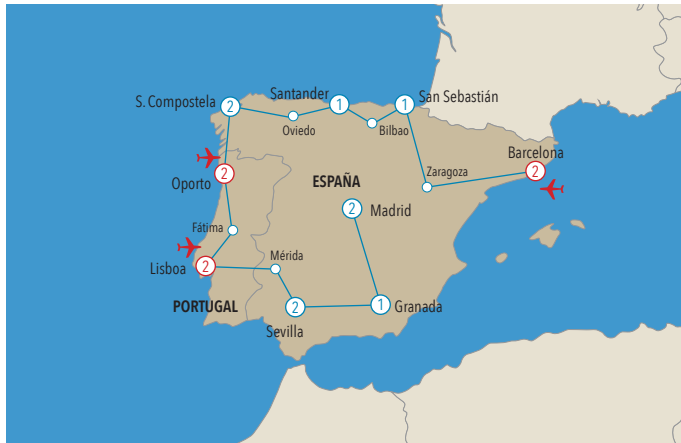 S. Compostela
2
Oviedo
Santander
1
Bilbao
1
San Sebastián
Zaragoza
Barcelona
2
2
Oporto
ESPAÑA
2
Madrid
Fátima
Lisboa
2
Mérida
PORTUGAL
2
Sevilla
1
Granada